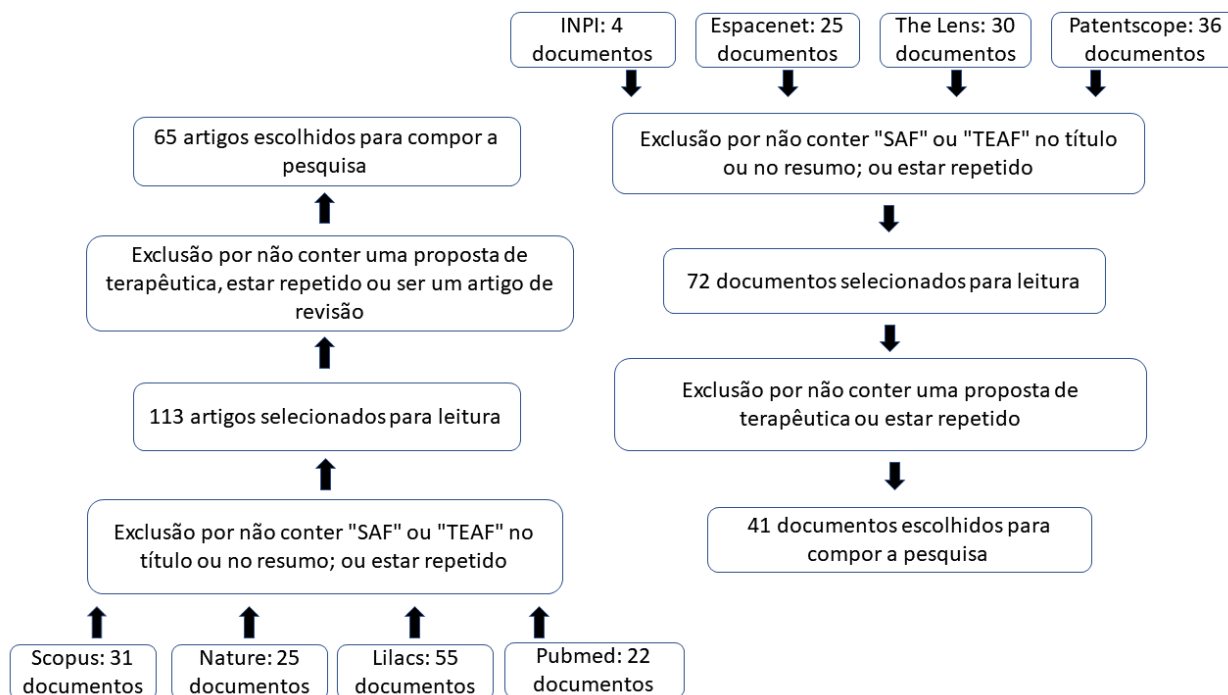 INPI: 4
documentos
Espacenet: 25
documentos
The Lens: 30
documentos
Patentscope: 36
documentos
Exclusão por não conter "SAF" ou "TEAF" no título
ou no resumo; ou estar repetido
72 documentos selecionados para leitura
Exclusão por não conter uma proposta de
terapêutica ou estar repetido
41 documentos escolhidos para
compor a pesquisa
65 artigos escolhidos para compor a
pesquisa
Exclusão por não conter uma proposta de
terapêutica, estar repetido ou ser um artigo de
revisão
113 artigos selecionados para leitura
Exclusão por não conter "SAF" ou "TEAF" no
título ou no resumo; ou estar repetido
Scopus: 31
documentos
Nature: 25
documentos
Lilacs: 55
documentos
Pubmed: 22
documentos